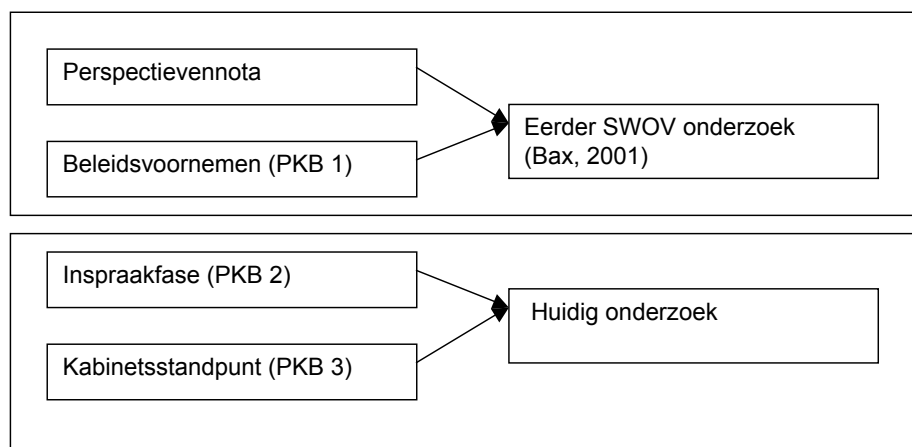 Perspectievennota
Beleidsvoornemen (PKB 1)
Eerder SWOV onderzoek
(Bax, 2001)
Inspraakfase (PKB 2)
Kabinetsstandpunt (PKB 3)
Huidig onderzoek